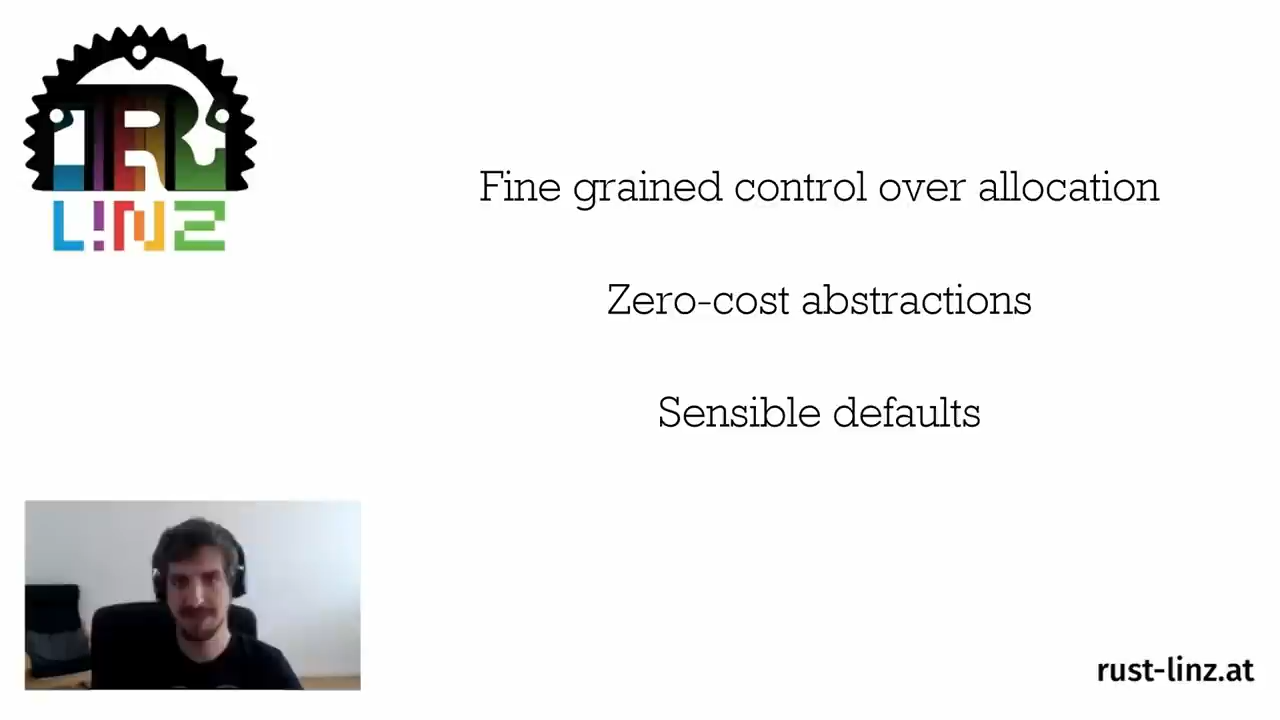 R
L!NZ
Fine grained control over allocation
Zero-cost abstractions
Sensible defaults
rust-linz.at